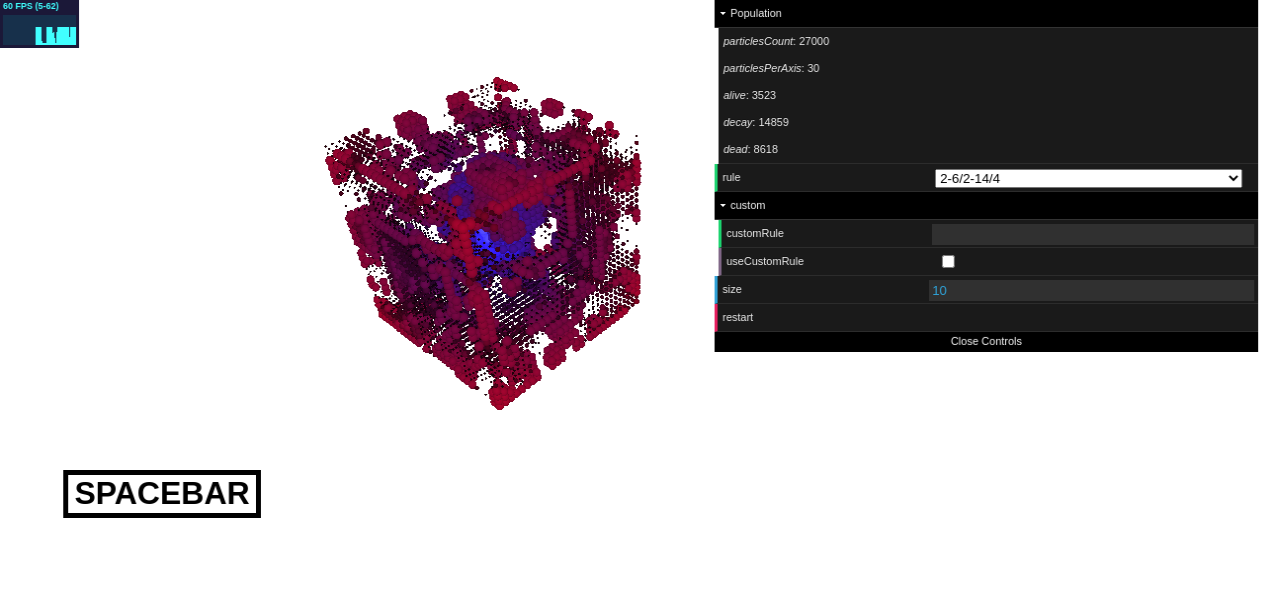 60 FPS (5-62)
Population
particlesCount: 27000
particlesPerAxis: 30
alive: 3523
decay: 14859
dead: 8618
rule 2-6/2-14/4
custom
customRule
useCustomRule
size 10
restart
Close Controls
SPACEBAR